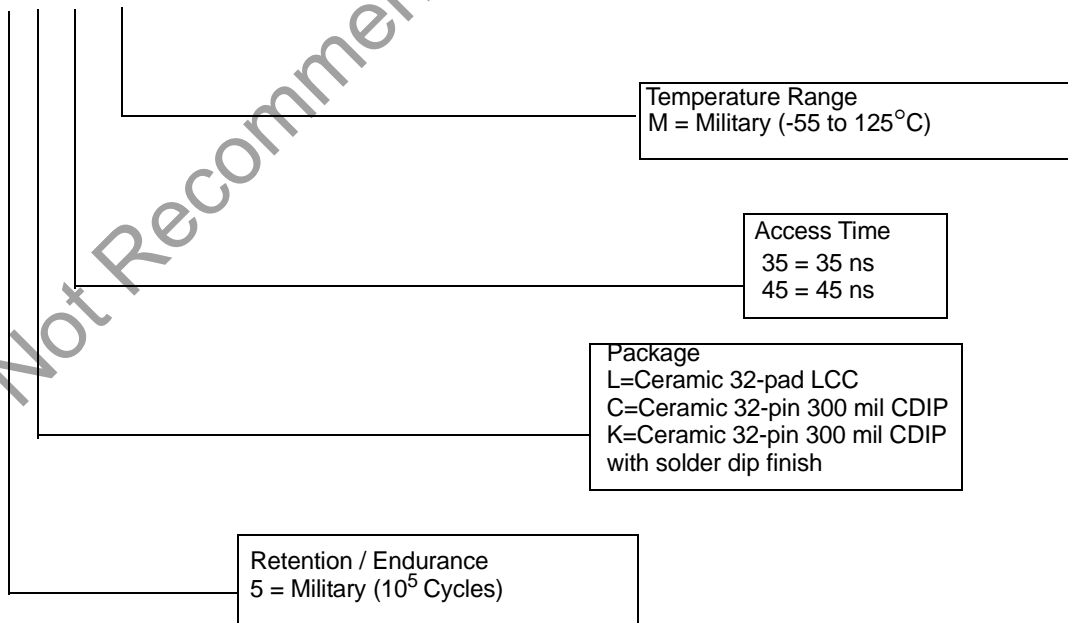 Not Recommen
Temperature Range
M = Military (-55 to 125°C)
Access Time
35 = 35 ns
45 = 45 ns
Package
L=Ceramic 32-pad LCC
C=Ceramic 32-pin 300 mil CDIP
K=Ceramic 32-pin 300 mil CDIP
with solder dip finish
Retention / Endurance
5 = Military (10⁵ Cycles)